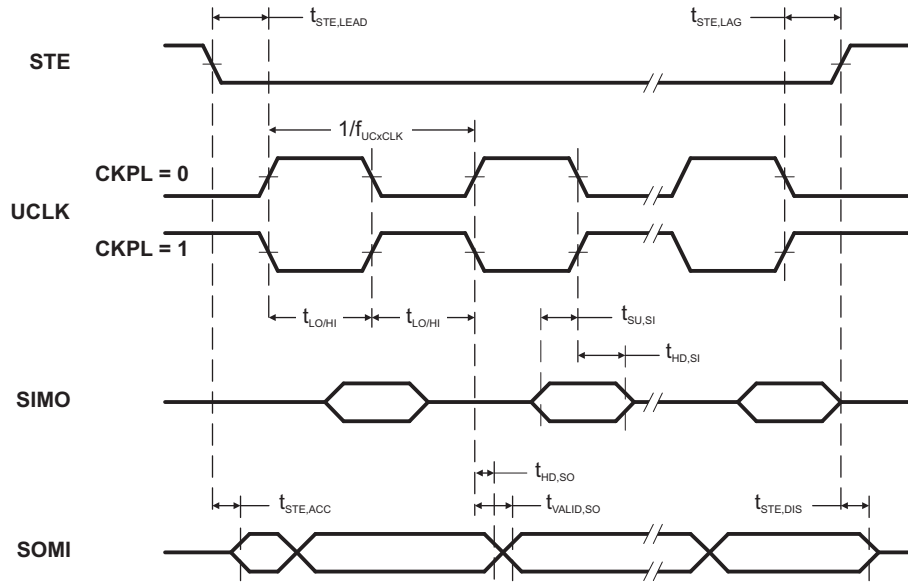 tSTE,LEAD
tSTE,LAG
STE
1/fUCxCLK
CKPL = 0
UCLK
CKPL = 1
tLO/HI tLO/HI
tSU,SI
tHD,SI
SIMO
tHD,SO
tSTE,ACC
tVALID,SO
tSTE,DIS
SOMI